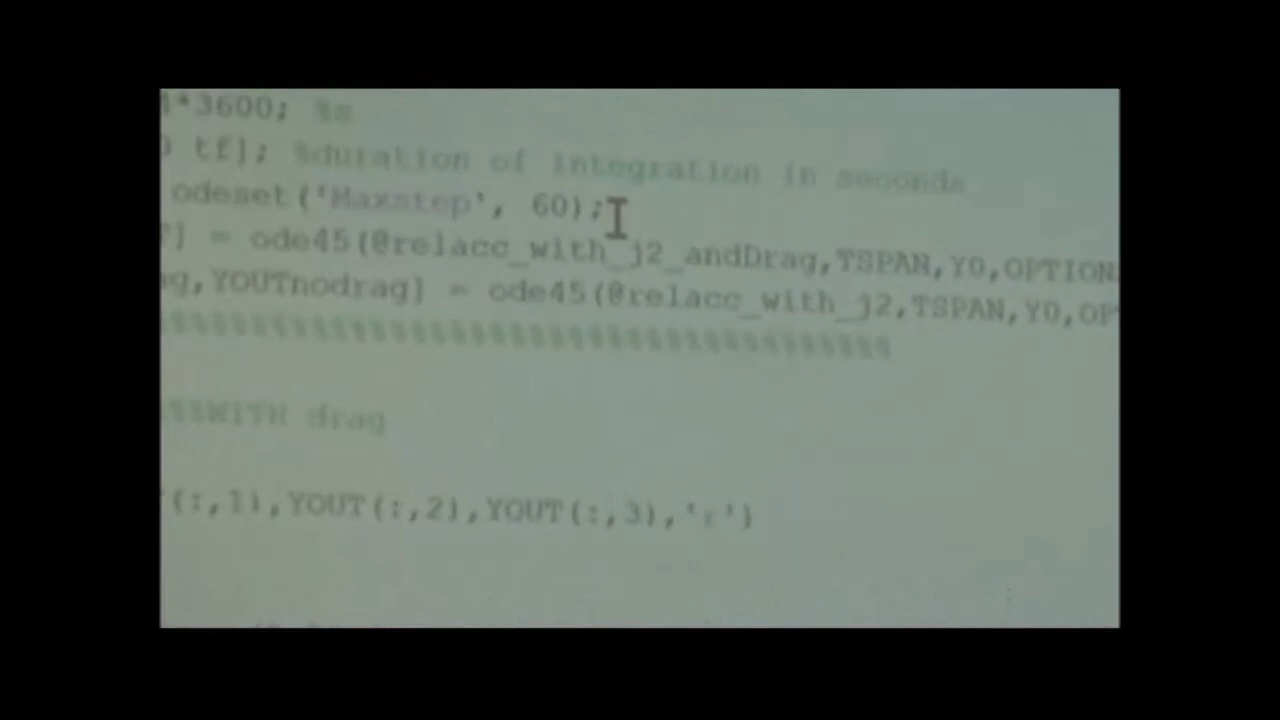 *3600; %s
tf]; %duration of integration in seconds
odeset('Maxstep', 60);
] = ode45(@relacc_with_j2_andDrag,TSPAN,Y0,OPTION
g,YOUTnodrag] = ode45(@relacc_with_j2,TSPAN,Y0,OP
%%WITH drag
(:,1),YOUT(:,2),YOUT(:,3),'r')